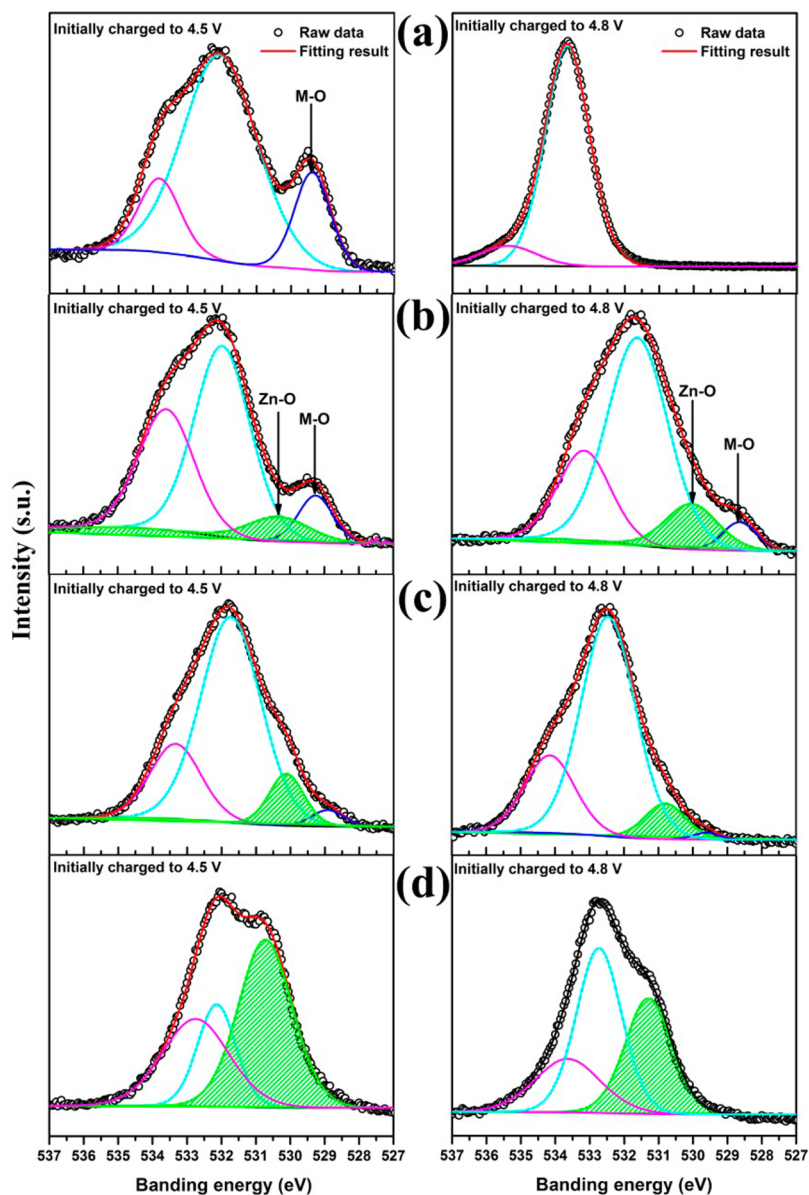 Initially charged to 4.5 V
Raw data
Fitting result
M-O
(a)
Initially charged to 4.8 V
Raw data
Fitting result
Initially charged to 4.5 V
Zn-O
M-O
(b)
Initially charged to 4.8 V
Zn-O
M-O
Intensity (s.u.)
Initially charged to 4.5 V
(c)
Initially charged to 4.8 V
Initially charged to 4.5 V
(d)
Initially charged to 4.8 V
537 536 535 534 533 532 531 530 529 528 527
537 536 535 534 533 532 531 530 529 528 527
Banding energy (eV)
Banding energy (eV)